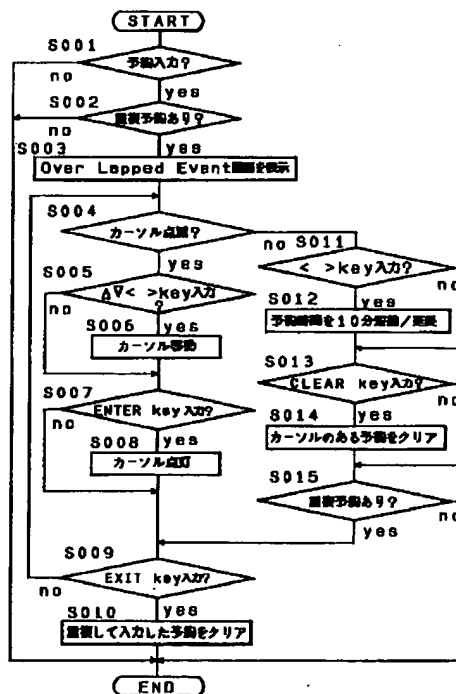 START
S001
予約入力?
no
yes
S002
重複予約あり?
no
yes
S003
Over Lapped Event画面を表示
S004
カーソル点滅?
no
yes
S011
< >key入力?
no
S005
△▽< >key入力
?
yes
S012
予約時間を10分短縮/延長
S006
カーソル移動
no
S013
CLEAR key入力?
no
S007
ENTER key入力?
no
yes
S014
カーソルのある予約をクリア
S008
yes
カーソル点灯
S015
重複予約あり?
no
yes
S009
EXIT key入力?
no
yes
S010
重複して入力した予約をクリア
END